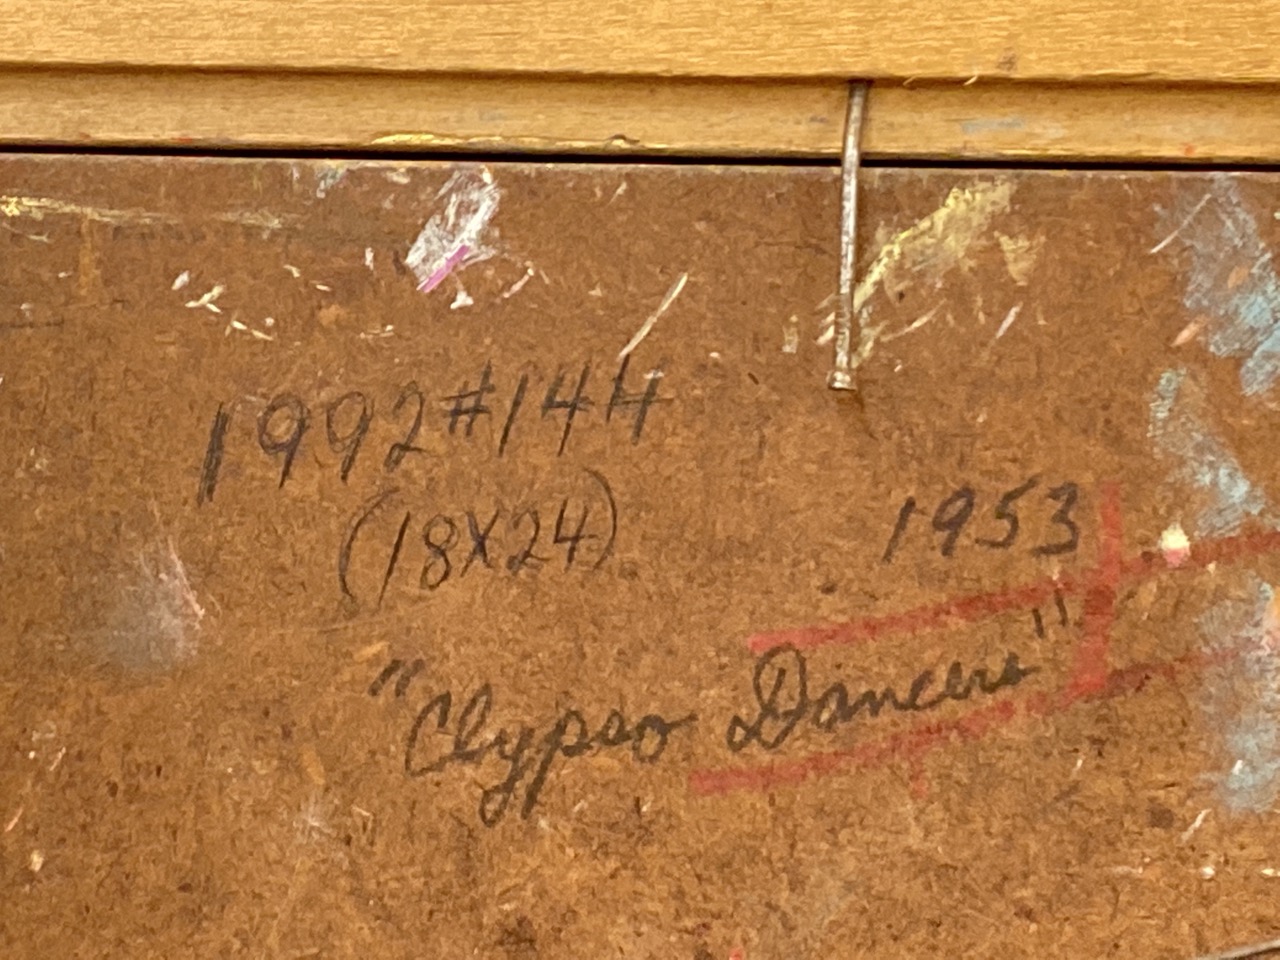 1992 #144
(18X24)
1953
"Clypso Dancers"